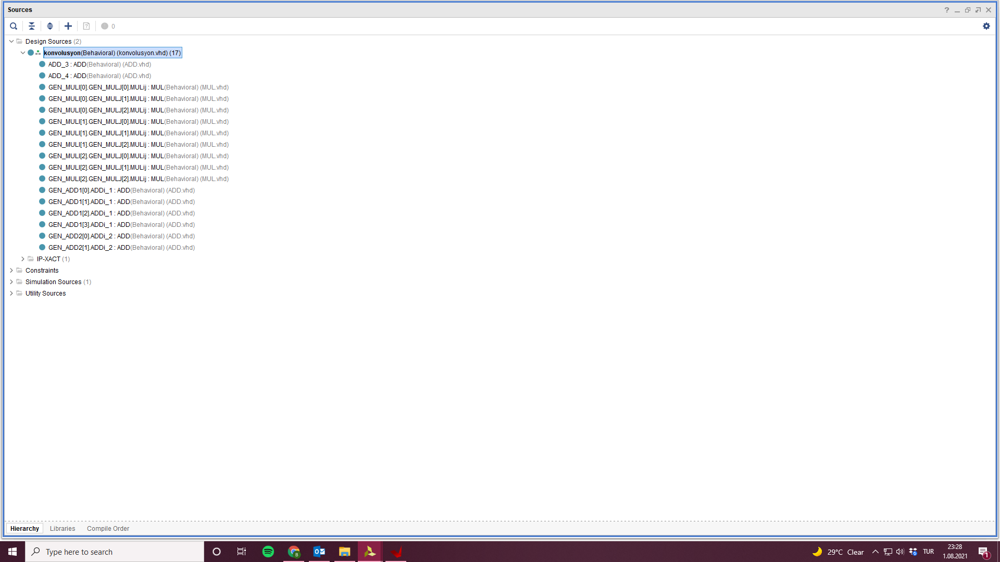 Sources
0
Design Sources (2)
konvolusyon(Behavioral) (konvolusyon.vhd) (17)
ADD_3 : ADD(Behavioral) (ADD.vhd)
ADD_4 : ADD(Behavioral) (ADD.vhd)
GEN_MULI[0].GEN_MULJ[0].MULij : MUL(Behavioral) (MUL.vhd)
GEN_MULI[0].GEN_MULJ[1].MULij : MUL(Behavioral) (MUL.vhd)
GEN_MULI[0].GEN_MULJ[2].MULij : MUL(Behavioral) (MUL.vhd)
GEN_MULI[1].GEN_MULJ[0].MULij : MUL(Behavioral) (MUL.vhd)
GEN_MULI[1].GEN_MULJ[1].MULij : MUL(Behavioral) (MUL.vhd)
GEN_MULI[1].GEN_MULJ[2].MULij : MUL(Behavioral) (MUL.vhd)
GEN_MULI[2].GEN_MULJ[0].MULij : MUL(Behavioral) (MUL.vhd)
GEN_MULI[2].GEN_MULJ[1].MULij : MUL(Behavioral) (MUL.vhd)
GEN_MULI[2].GEN_MULJ[2].MULij : MUL(Behavioral) (MUL.vhd)
GEN_ADD1[0].ADDi_1 : ADD(Behavioral) (ADD.vhd)
GEN_ADD1[1].ADDi_1 : ADD(Behavioral) (ADD.vhd)
GEN_ADD1[2].ADDi_1 : ADD(Behavioral) (ADD.vhd)
GEN_ADD1[3].ADDi_1 : ADD(Behavioral) (ADD.vhd)
GEN_ADD2[0].ADDi_2 : ADD(Behavioral) (ADD.vhd)
GEN_ADD2[1].ADDi_2 : ADD(Behavioral) (ADD.vhd)
IP-XACT (1)
Constraints
Simulation Sources (1)
Utility Sources
Hierarchy Libraries Compile Order
Type here to search
29°C Clear
TUR
23:28
1.08.2021
1